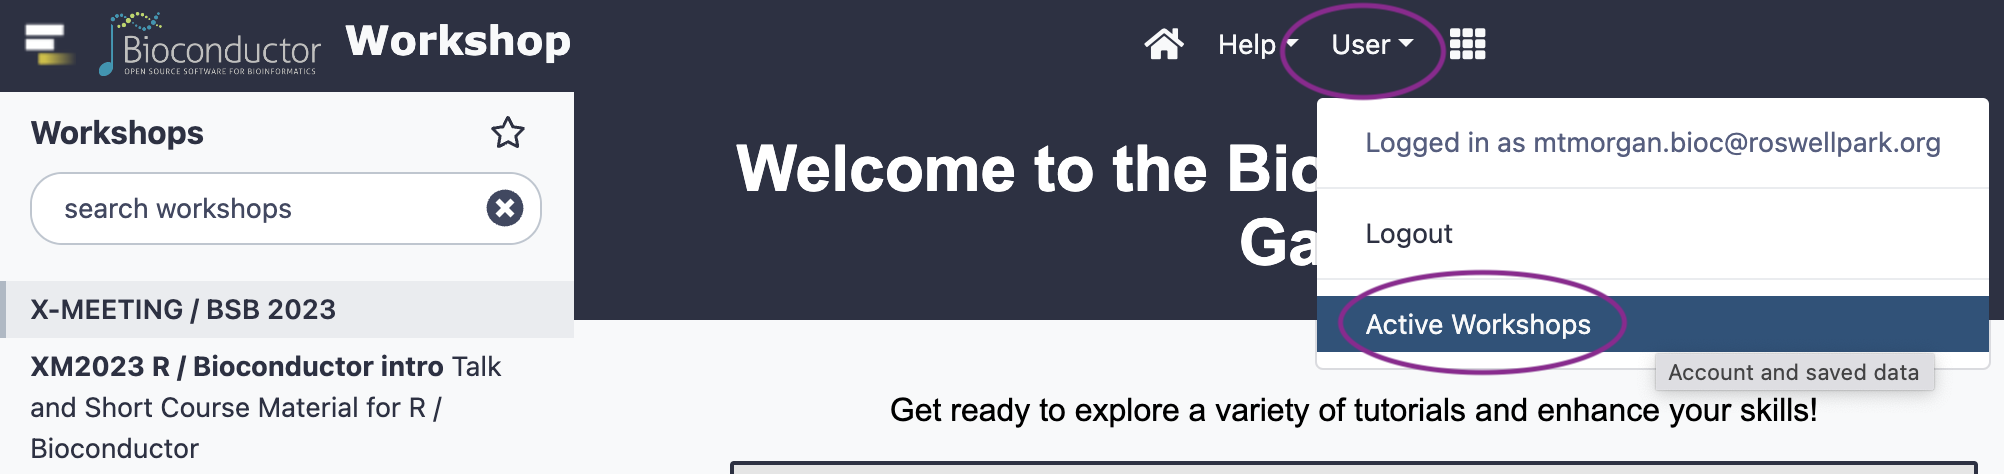 Bioconductor
OPEN SOURCE SOFTWARE FOR BIOINFORMATICS
Workshop
Help
User
Workshops
search workshops
X-MEETING / BSB 2023
XM2023 R / Bioconductor intro Talk
and Short Course Material for R /
Bioconductor
Welcome to the Bio
Ga
Logged in as mtmorgan.bioc@roswellpark.org
Logout
Active Workshops
Account and saved data
Get ready to explore a variety of tutorials and enhance your skills!